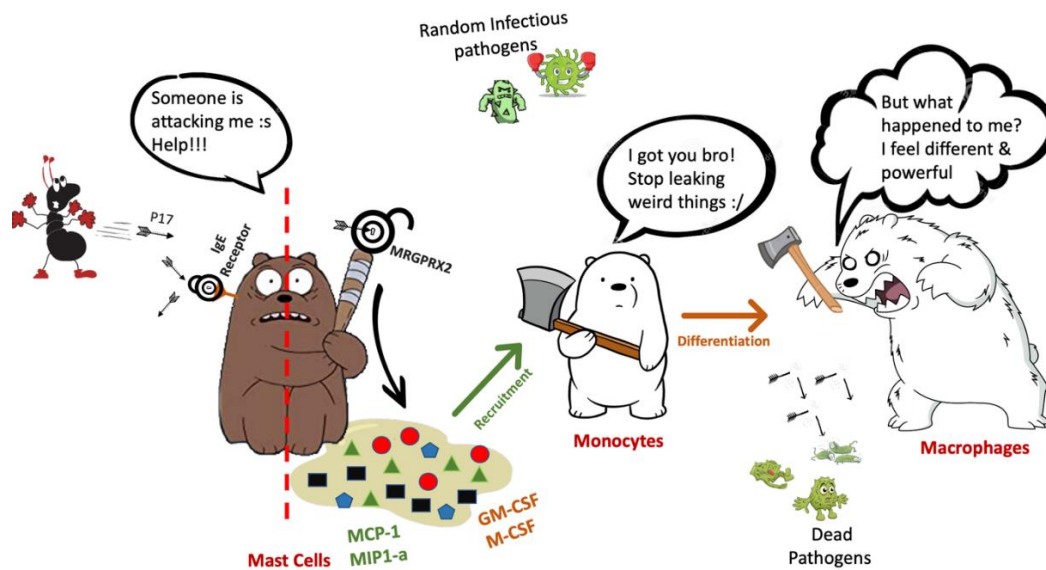 Random Infectious
pathogens
Someone is
attacking me :s
Help!!!
P17
IgE
Receptor
MRGPRX2
I got you bro!
Stop leaking
weird things :/
But what
happened to me?
I feel different &
powerful
Recruitment
Differentiation
Monocytes
Macrophages
MCP-1
MIP1-a
GM-CSF
M-CSF
Mast Cells
Dead
Pathogens